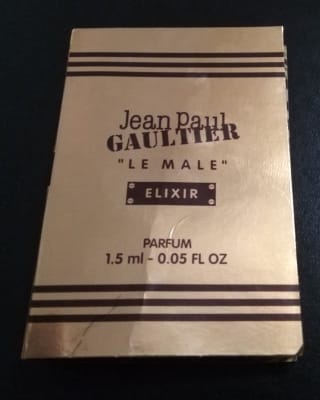 Jean Paul
GAULTIER
"LE MALE"
ELIXIR
PARFUM
1.5 ml - 0.05 FL OZ